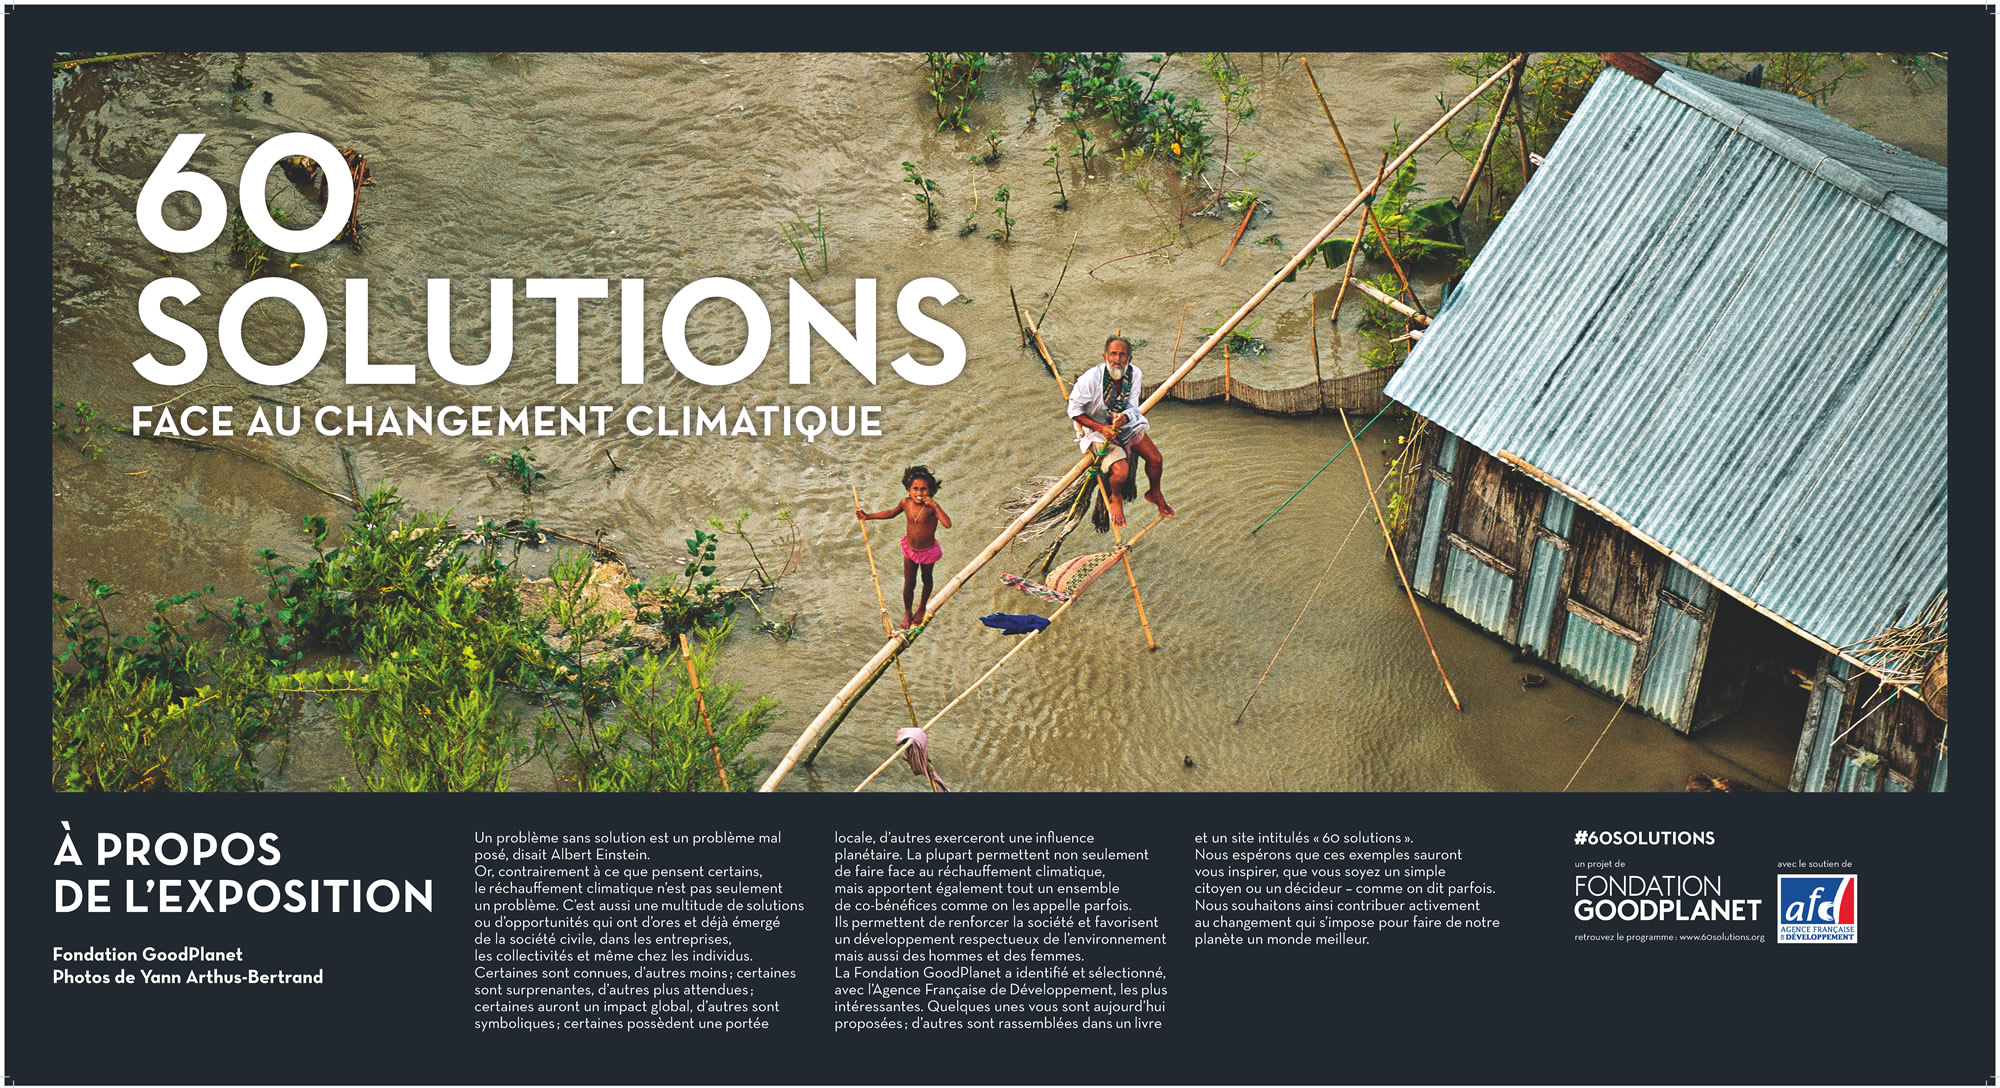 60
SOLUTIONS
FACE AU CHANGEMENT CLIMATIQUE
À PROPOS
DE L'EXPOSITION
Fondation GoodPlanet
Photos de Yann Arthus-Bertrand
Un problème sans solution est un problème mal
posé, disait Albert Einstein.
Or, contrairement à ce que pensent certains,
le réchauffement climatique n'est pas seulement
un problème. C'est aussi une multitude de solutions
ou d'opportunités qui ont d'ores et déjà émergé
de la société civile, dans les entreprises,
les collectivités et même chez les individus.
Certaines sont connues, d'autres moins ; certaines
sont surprenantes, d'autres plus attendues ;
certaines auront un impact global, d'autres sont
symboliques ; certaines possèdent une portée
locale, d'autres exerceront une influence
planétaire. La plupart permettent non seulement
de faire face au réchauffement climatique,
mais apportent également tout un ensemble
de co-bénéfices comme on les appelle parfois.
Ils permettent de renforcer la société et favorisent
un développement respectueux de l'environnement
mais aussi des hommes et des femmes.
La Fondation GoodPlanet a identifié et sélectionné,
avec l'Agence Française de Développement, les plus
intéressantes. Quelques unes vous sont aujourd'hui
proposées ; d'autres sont rassemblées dans un livre
et un site intitulés « 60 solutions ».
Nous espérons que ces exemples sauront
vous inspirer, que vous soyez un simple
citoyen ou un décideur – comme on dit parfois.
Nous souhaitons ainsi contribuer activement
au changement qui s'impose pour faire de notre
planète un monde meilleur.
#60SOLUTIONS
un projet de
FONDATION
GOODPLANET
retrouvez le programme : www.60solutions.org
avec le soutien de
afd
AGENCE FRANÇAISE
DE DÉVELOPPEMENT